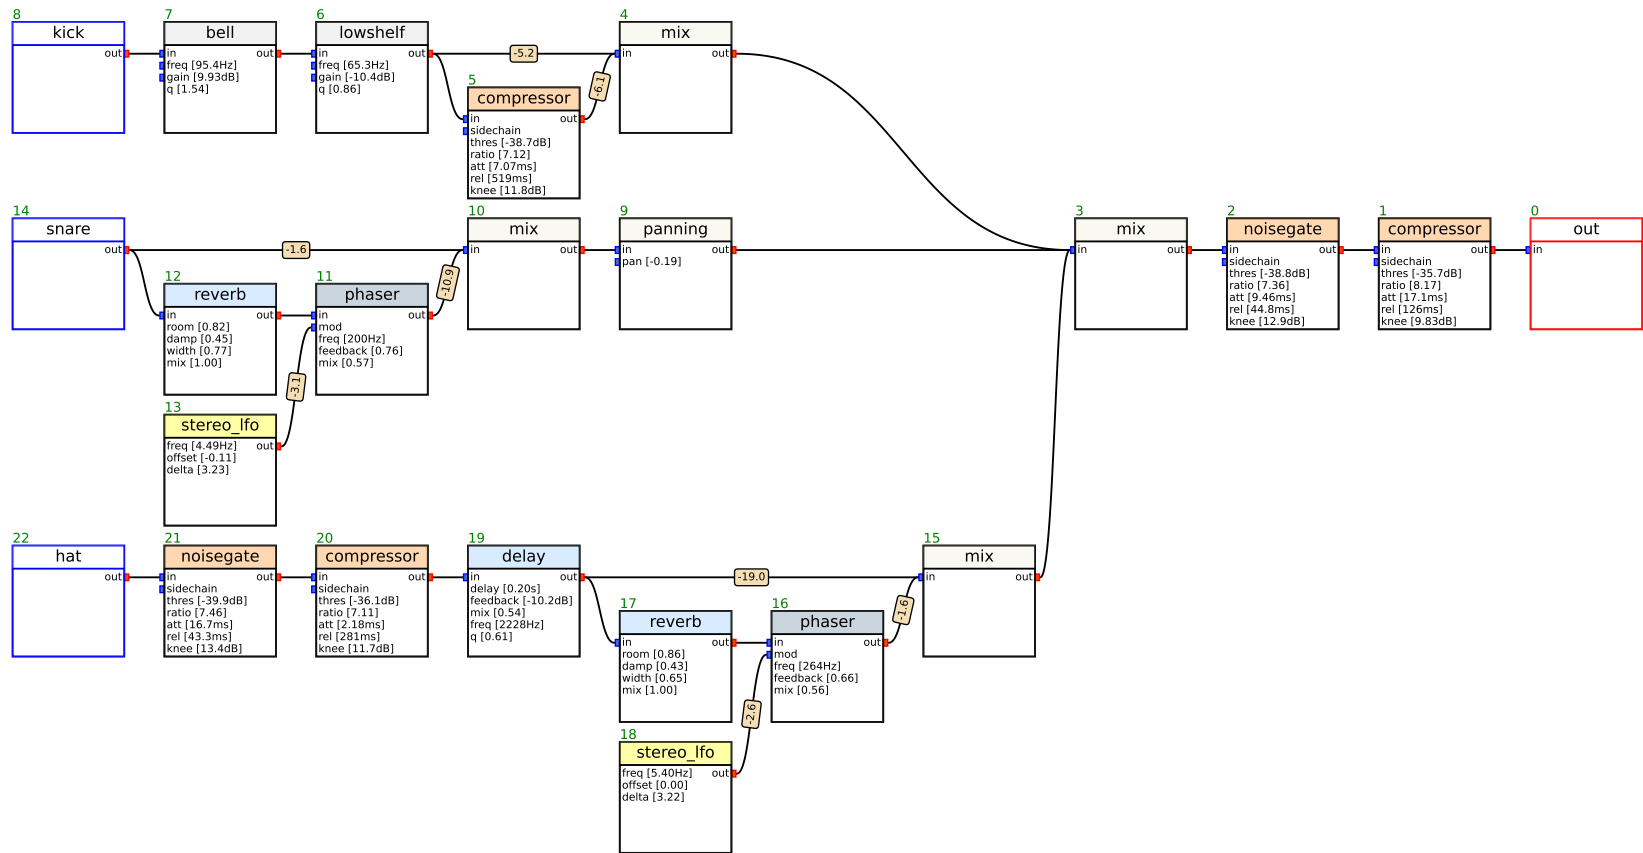 8
kick
out
7
bell
in out
freq [95.4Hz]
gain [9.93dB]
q [1.54]
6
lowshelf
in out
freq [65.3Hz]
gain [-10.4dB]
q [0.86]
-5.2
5
compressor
in out
sidechain
thres [-38.7dB]
ratio [7.12]
att [7.07ms]
rel [519ms]
knee [11.8dB]
-6.1
4
mix
in out
14
snare
out
-1.6
12
reverb
in out
room [0.82]
damp [0.45]
width [0.77]
mix [1.00]
11
phaser
in out
mod
freq [200Hz]
feedback [0.76]
mix [0.57]
-10.9
-3.1
13
stereo_lfo
freq [4.49Hz] out
offset [-0.11]
delta [3.23]
10
mix
in out
9
panning
in out
pan [-0.19]
3
mix
in out
2
noisegate
in out
sidechain
thres [-38.8dB]
ratio [7.36]
att [9.46ms]
rel [44.8ms]
knee [12.9dB]
1
compressor
in out
sidechain
thres [-35.7dB]
ratio [8.17]
att [17.1ms]
rel [126ms]
knee [9.83dB]
0
out
in
22
hat
out
21
noisegate
in out
sidechain
thres [-39.9dB]
ratio [7.46]
att [16.7ms]
rel [43.3ms]
knee [13.4dB]
20
compressor
in out
sidechain
thres [-36.1dB]
ratio [7.11]
att [2.18ms]
rel [281ms]
knee [11.7dB]
19
delay
in out
delay [0.20s]
feedback [-10.2dB]
mix [0.54]
freq [2228Hz]
q [0.61]
-19.0
17
reverb
in out
room [0.86]
damp [0.43]
width [0.65]
mix [1.00]
16
phaser
in out
mod
freq [264Hz]
feedback [0.66]
mix [0.56]
-1.6
-2.6
18
stereo_lfo
freq [5.40Hz] out
offset [0.00]
delta [3.22]
15
mix
in out